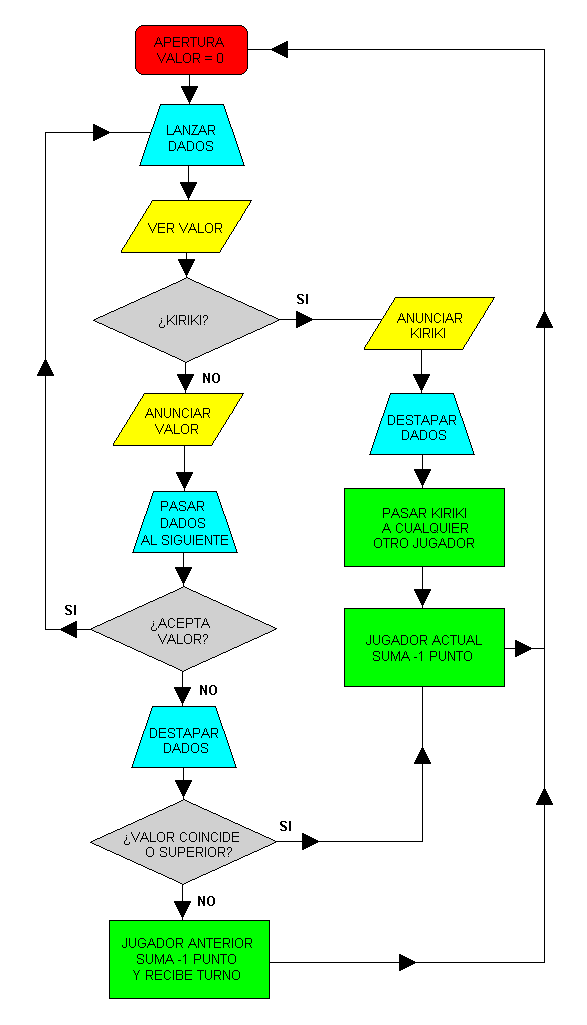 APERTURA
VALOR = 0
LANZAR
DADOS
VER VALOR
¿KIRIKI?
SI
ANUNCIAR
KIRIKI
NO
ANUNCIAR
VALOR
DESTAPAR
DADOS
PASAR
DADOS
AL SIGUIENTE
PASAR KIRIKI
A CUALQUIER
OTRO JUGADOR
SI
¿ACEPTA
VALOR?
JUGADOR ACTUAL
SUMA -1 PUNTO
NO
DESTAPAR
DADOS
¿VALOR COINCIDE
O SUPERIOR?
SI
NO
JUGADOR ANTERIOR
SUMA -1 PUNTO
Y RECIBE TURNO